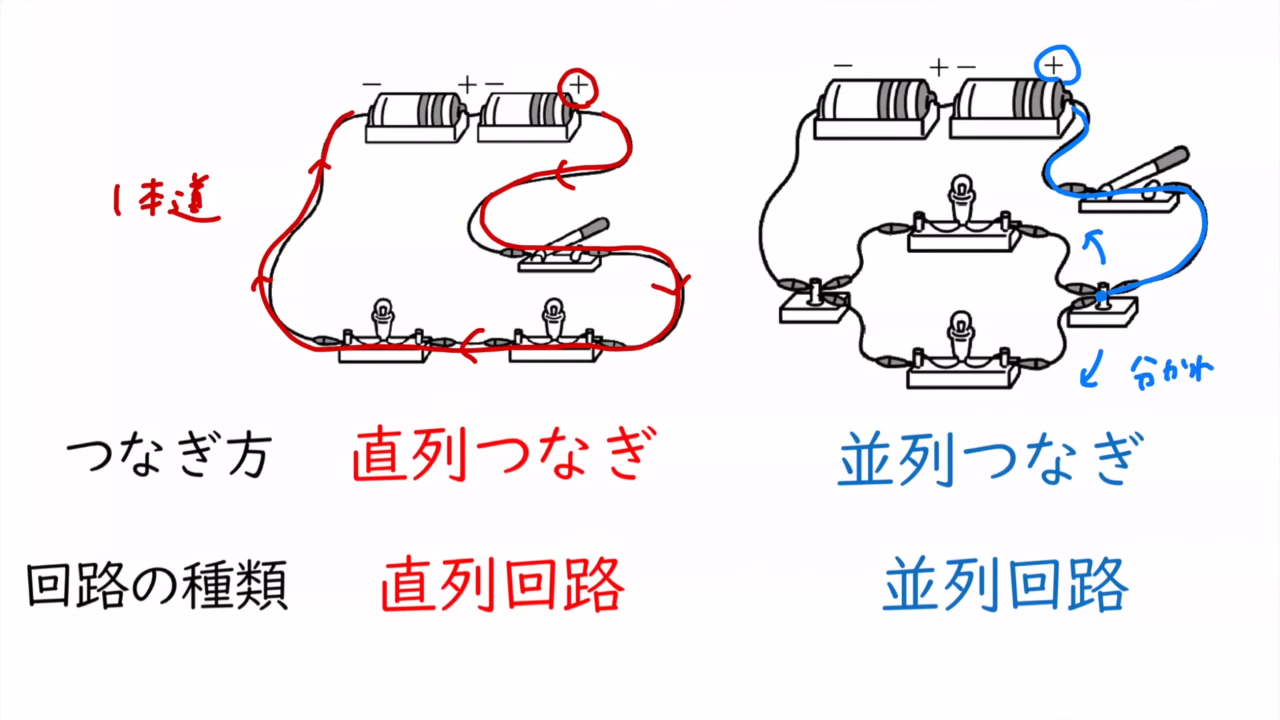 − + − +
− + − +
1本道
分かれ
つなぎ方 直列つなぎ 並列つなぎ
回路の種類 直列回路 並列回路